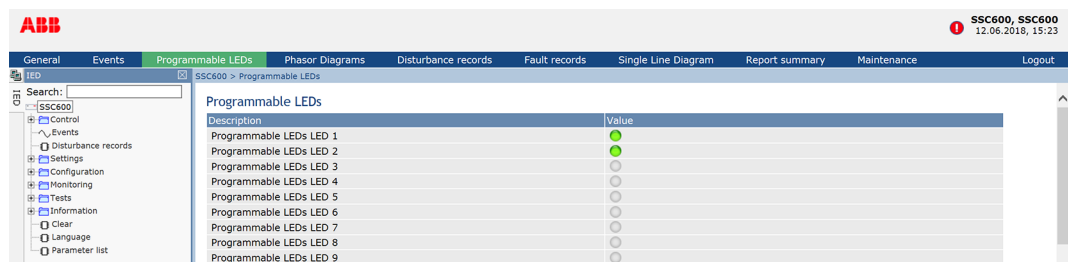 ABB
SSC600, SSC600
12.06.2018, 15:23
General Events Programmable LEDs Phasor Diagrams Disturbance records Fault records Single Line Diagram Report summary Maintenance Logout
IED
SSC600 > Programmable LEDs
IED
Search:
SSC600
Control
Events
Disturbance records
Settings
Configuration
Monitoring
Tests
Information
Clear
Language
Parameter list
Programmable LEDs
Description Value
Programmable LEDs LED 1
Programmable LEDs LED 2
Programmable LEDs LED 3
Programmable LEDs LED 4
Programmable LEDs LED 5
Programmable LEDs LED 6
Programmable LEDs LED 7
Programmable LEDs LED 8
Programmable LEDs LED 9